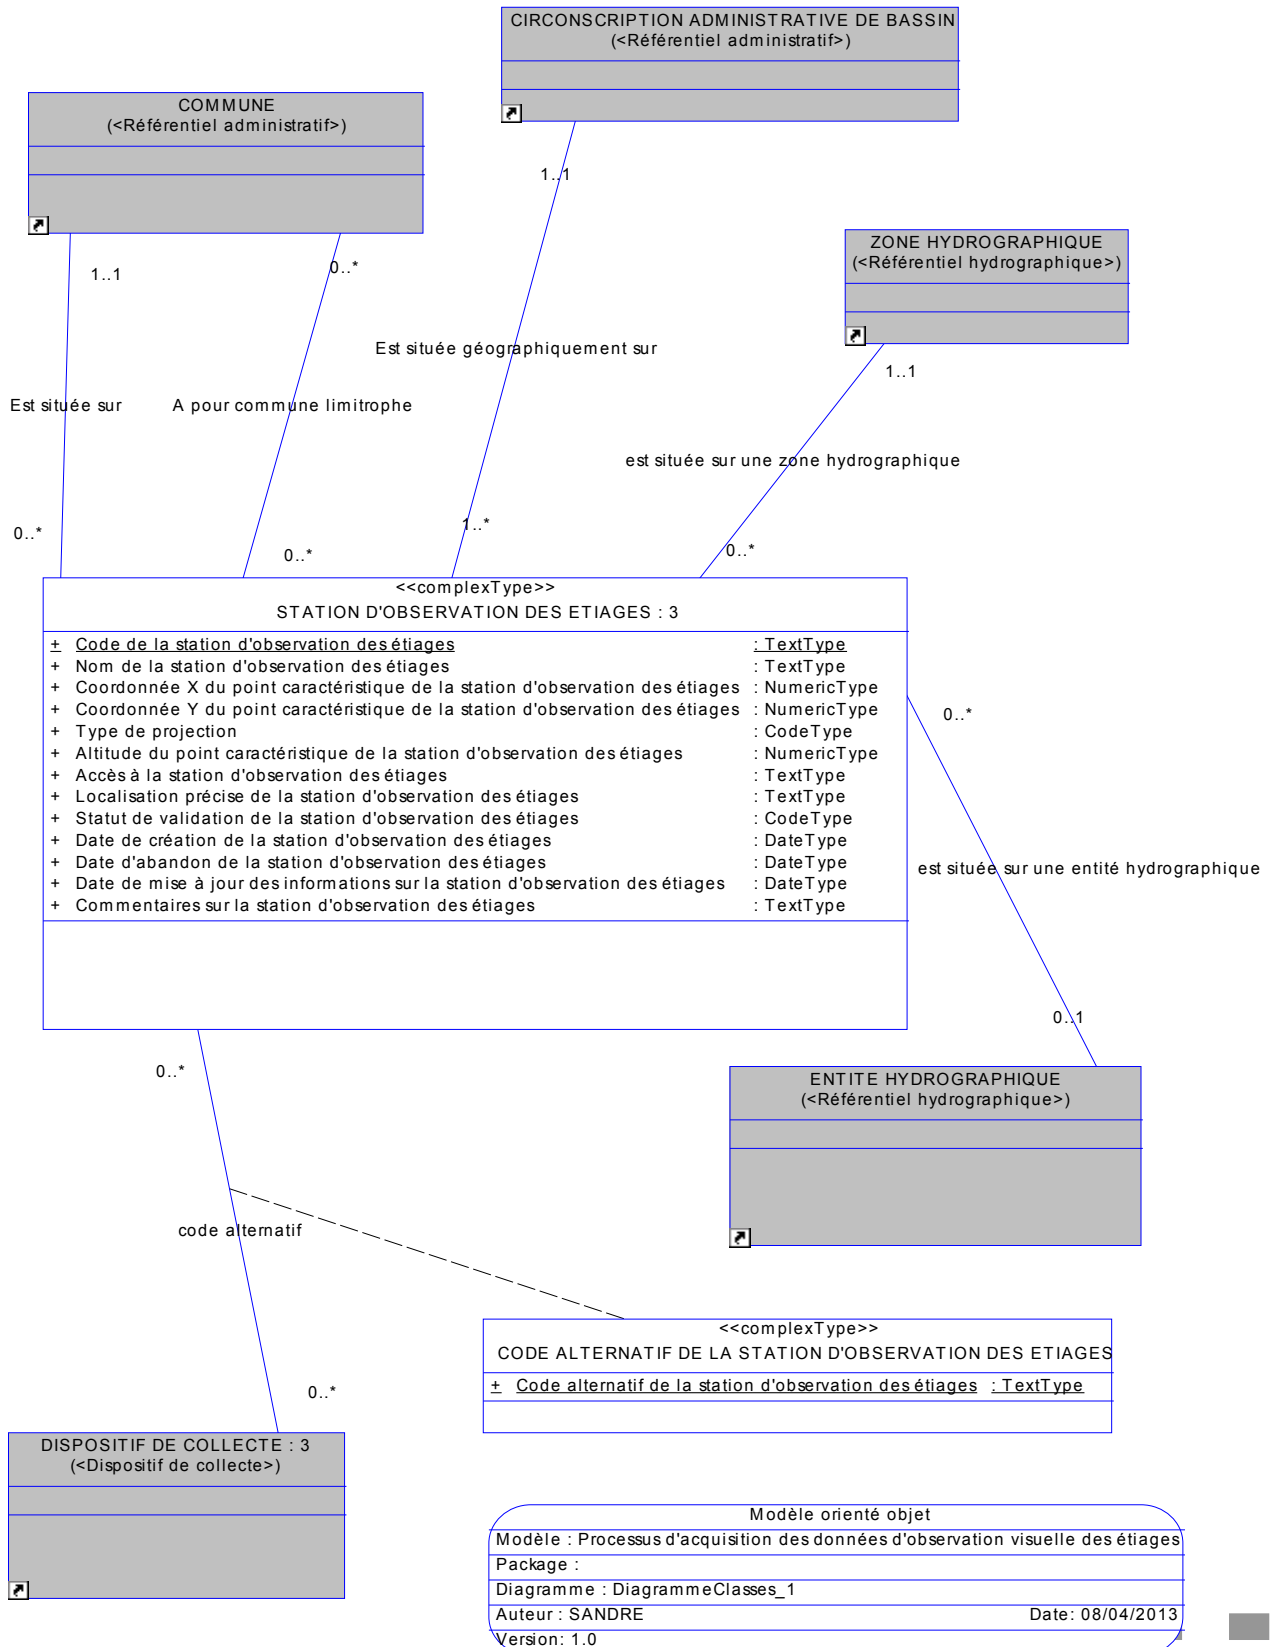 CIRCONSCRIPTION ADMINISTRATIVE DE BASSIN
(<Référentiel administratif>)
COMMUNE
(<Référentiel administratif>)
1..1
ZONE HYDROGRAPHIQUE
(<Référentiel hydrographique>)
1..1
0..*
Est située géographiquement sur
1..1
Est située sur
A pour commune limitrophe
est située sur une zone hydrographique
0..*
0..*
1..*
0..*
<<complexType>>
STATION D'OBSERVATION DES ETIAGES : 3
+ Code de la station d'observation des étiages : TextType
+ Nom de la station d'observation des étiages : TextType
+ Coordonnée X du point caractéristique de la station d'observation des étiages : NumericType
+ Coordonnée Y du point caractéristique de la station d'observation des étiages : NumericType
+ Type de projection : CodeType
+ Altitude du point caractéristique de la station d'observation des étiages : NumericType
+ Accès à la station d'observation des étiages : TextType
+ Localisation précise de la station d'observation des étiages : TextType
+ Statut de validation de la station d'observation des étiages : CodeType
+ Date de création de la station d'observation des étiages : DateType
+ Date d'abandon de la station d'observation des étiages : DateType
+ Date de mise à jour des informations sur la station d'observation des étiages : DateType
+ Commentaires sur la station d'observation des étiages : TextType
0..*
est située sur une entité hydrographique
0..1
0..*
ENTITE HYDROGRAPHIQUE
(<Référentiel hydrographique>)
code alternatif
<<complexType>>
CODE ALTERNATIF DE LA STATION D'OBSERVATION DES ETIAGES
+ Code alternatif de la station d'observation des étiages : TextType
0..*
DISPOSITIF DE COLLECTE : 3
(<Dispositif de collecte>)
Modèle orienté objet
Modèle : Processus d'acquisition des données d'observation visuelle des étiages
Package :
Diagramme : DiagrammeClasses_1
Auteur : SANDRE Date: 08/04/2013
Version: 1.0